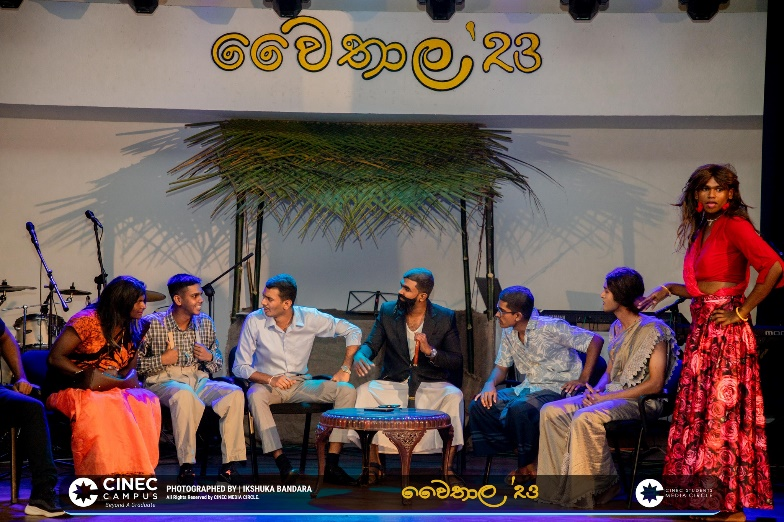 වෛතාල '23
CINEC
CAMPUS
Beyond A Graduate
PHOTOGRAPHED BY | IKSHUKA BANDARA
All Rights Reserved by CINEC MEDIA CIRCLE.
වෛතාල '23
CINEC STUDENTS'
MEDIA CIRCLE